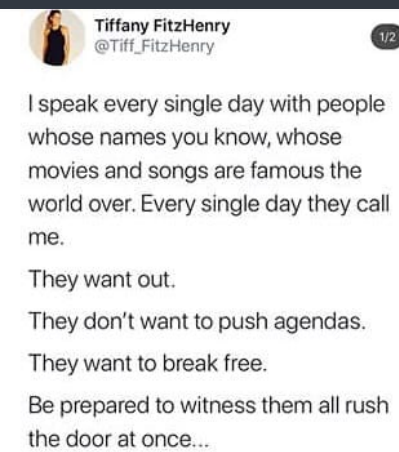 Tiffany FitzHenry
@Tiff_FitzHenry
1/2
I speak every single day with people
whose names you know, whose
movies and songs are famous the
world over. Every single day they call
me.
They want out.
They don't want to push agendas.
They want to break free.
Be prepared to witness them all rush
the door at once...